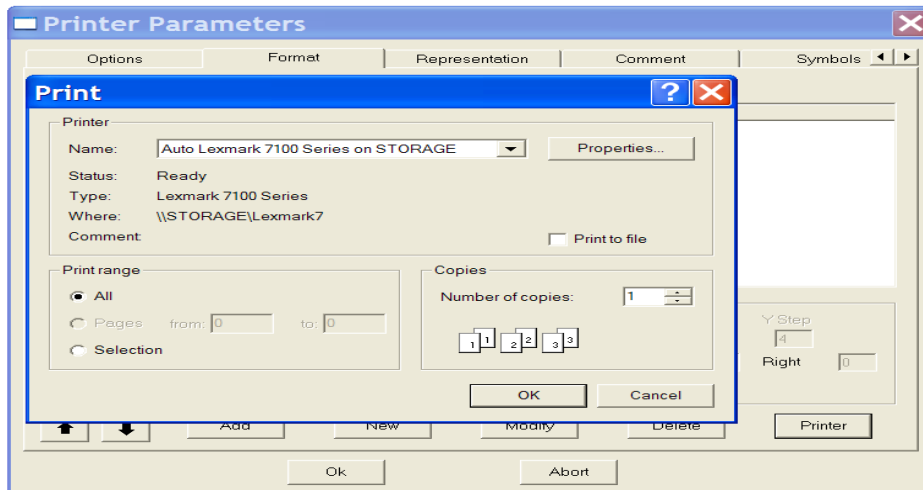 Printer Parameters
Options Format Representation Comment Symbols
Print
Printer
Name: Auto Lexmark 7100 Series on STORAGE Properties...
Status: Ready
Type: Lexmark 7100 Series
Where: \\STORAGE\Lexmark7
Comment:
Print to file
Print range
All
Pages from: 0 to: 0
Selection
Copies
Number of copies: 1
1 1 2 2 3 3
OK Cancel
Y Step
4
Right 0
Add New Modify Delete Printer
Ok Abort